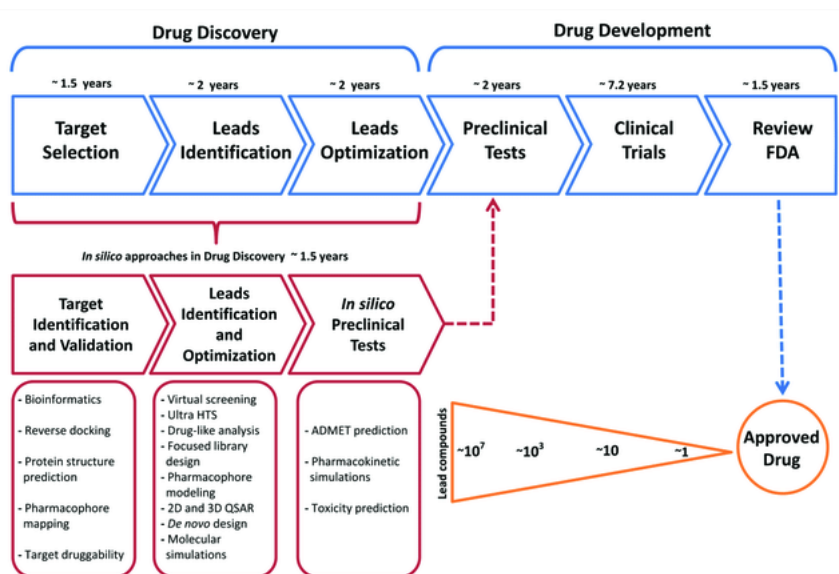 Drug Discovery
Drug Development
~ 1.5 years
~ 2 years
~ 2 years
~ 2 years
~ 7.2 years
~ 1.5 years
Target
Selection
Leads
Identification
Leads
Optimization
Preclinical
Tests
Clinical
Trials
Review
FDA
In silico approaches in Drug Discovery ~ 1.5 years
Target
Identification
and Validation
Leads
Identification
and
Optimization
In silico
Preclinical
Tests
- Bioinformatics
- Reverse docking
- Protein structure
prediction
- Pharmacophore
mapping
- Target druggability
- Virtual screening
- Ultra HTS
- Drug-like analysis
- Focused library
design
- Pharmacophore
modeling
- 2D and 3D QSAR
- De novo design
- Molecular
simulations
- ADMET prediction
- Pharmacokinetic
simulations
- Toxicity prediction
Lead compounds
~10⁷
~10³
~10
~1
Approved
Drug